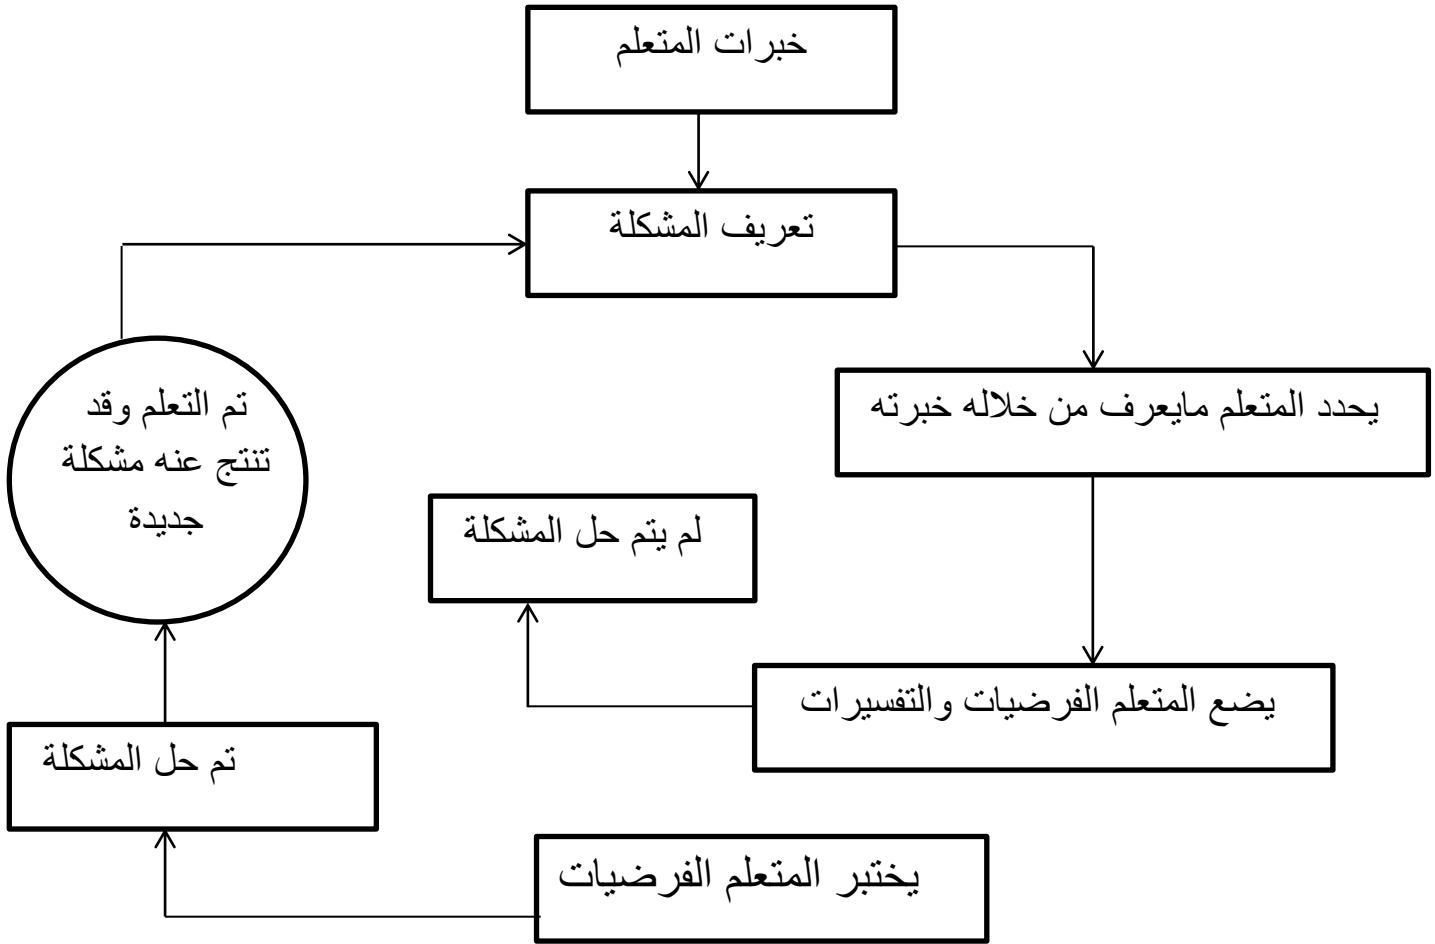 خبرات المتعلم
تعريف المشكلة
يحدد المتعلم مايعرف من خلاله خبرته
تم التعلم وقد
تنتج عنه مشكلة
جديدة
لم يتم حل المشكلة
يضع المتعلم الفرضيات والتفسيرات
تم حل المشكلة
يختبر المتعلم الفرضيات